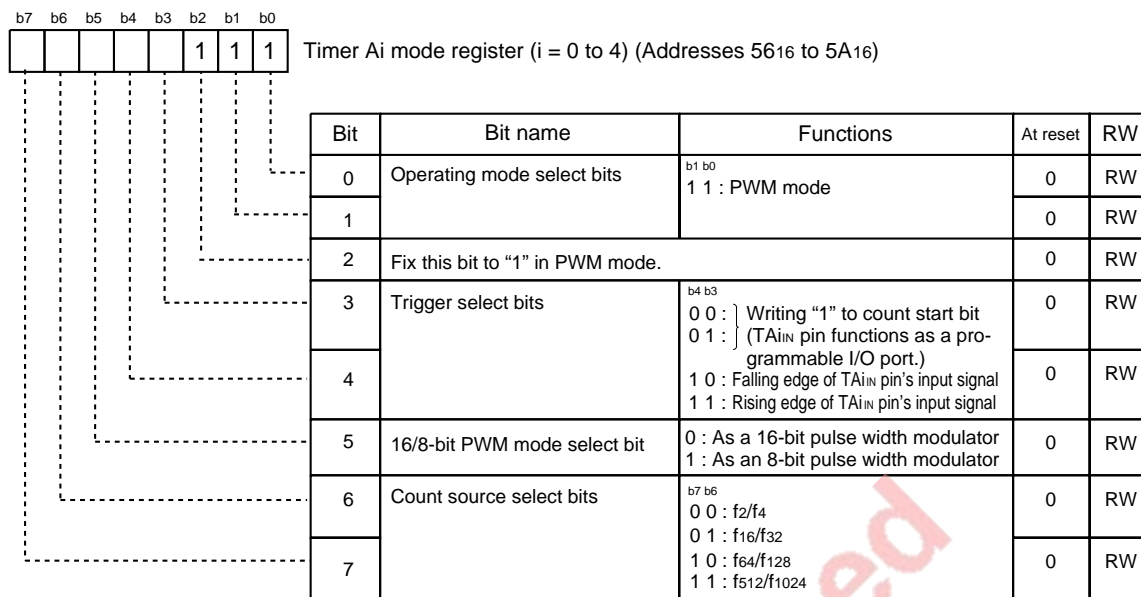 b7 b6 b5 b4 b3 b2 b1 b0
1 1 1 Timer Ai mode register (i = 0 to 4) (Addresses 5616 to 5A16)
Bit Bit name Functions At reset RW
0 Operating mode select bits b1 b0 0 RW
1 1 : PWM mode
1 0 RW
2 Fix this bit to “1” in PWM mode. 0 RW
3 Trigger select bits b4 b3 0 RW
0 0 : Writing “1” to count start bit
0 1 : (TAiIN pin functions as a pro-
grammable I/O port.)
4 1 0 : Falling edge of TAiIN pin’s input signal 0 RW
1 1 : Rising edge of TAiIN pin’s input signal
5 16/8-bit PWM mode select bit 0 : As a 16-bit pulse width modulator 0 RW
1 : As an 8-bit pulse width modulator
6 Count source select bits b7 b6 0 RW
0 0 : f2/f4
0 1 : f16/f32
7 1 0 : f64/f128 0 RW
1 1 : f512/f1024